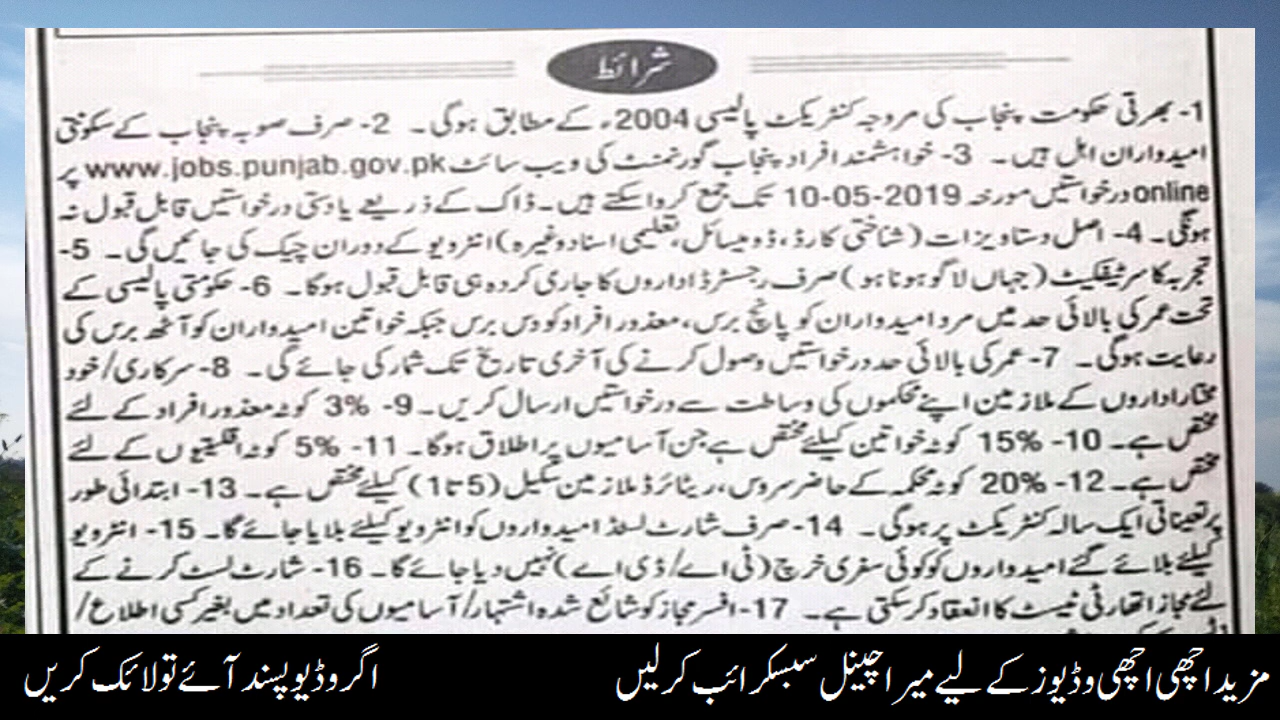 شرائط
1- بھرتی حکومت پنجاب کی مروجہ کنٹریکٹ پالیسی 2004ء کے مطابق ہوگی۔ 2- صرف صوبہ پنجاب کے سکونتی
امیدواران اہل ہیں۔ 3- خواہشمند افراد پنجاب گورنمنٹ کی ویب سائٹ www.jobs.punjab.gov.pk پر
online درخواستیں مورخہ 10-05-2019 تک جمع کرواسکتے ہیں۔ ڈاک کے ذریعے یا دستی درخواستیں قابل قبول نہ
ہونگی۔ 4- اصل دستاویزات (شناختی کارڈ، ڈومیسائل، تعلیمی اسناد وغیرہ) انٹرویو کے دوران چیک کی جائیں گی۔ 5-
تجربہ کا سرٹیفکیٹ (جہاں لاگو ہونا ہو) صرف رجسٹرڈ اداروں کا جاری کردہ ہی قابل قبول ہوگا۔ 6- حکومتی پالیسی کے
تحت عمر کی بالائی حد میں مرد امیدواران کو پانچ برس، معذور افراد کو دس برس جبکہ خواتین امیدواران کو آٹھ برس کی
رعایت ہوگی۔ 7- عمر کی بالائی حد درخواستیں وصول کرنے کی آخری تاریخ تک شمار کی جائے گی۔ 8- سرکاری/خود
مختار اداروں کے ملازمین اپنے محکموں کی وساطت سے درخواستیں ارسال کریں۔ 9- 3% کوٹہ معذور افراد کے لئے
مختص ہے۔ 10- 15% کوٹہ خواتین کیلئے مختص ہے جن آسامیوں پر اطلاق ہوگا۔ 11- 5% کوٹہ اقلیتیوں کے لئے
مختص ہے۔ 12- 20% کوٹہ محکمہ کے حاضر سروس، ریٹائرڈ ملازمین سکیل (1 تا 5) کیلئے مختص ہے۔ 13- ابتدائی طور
پر تعیناتی ایک سالہ کنٹریکٹ پر ہوگی۔ 14- صرف شارٹ لسٹڈ امیدواروں کو انٹرویو کیلئے بلایا جائے گا۔ 15- انٹرویو
کیلئے بلائے گئے امیدواروں کو کوئی سفری خرچ (ٹی اے/ڈی اے) نہیں دیا جائے گا۔ 16- شارٹ لسٹ کرنے کے
لئے مجاز اتھارٹی ٹیسٹ کا انعقاد کرسکتی ہے۔ 17- افسر مجاز کو شائع شدہ اشتہار/آسامیوں کی تعداد میں بغیر کسی اطلاع/
مزید اچھی اچھی وڈیوز کے لیے میرا چینل سبسکرائب کرلیں
اگر وڈیو پسند آئے تو لائک کریں